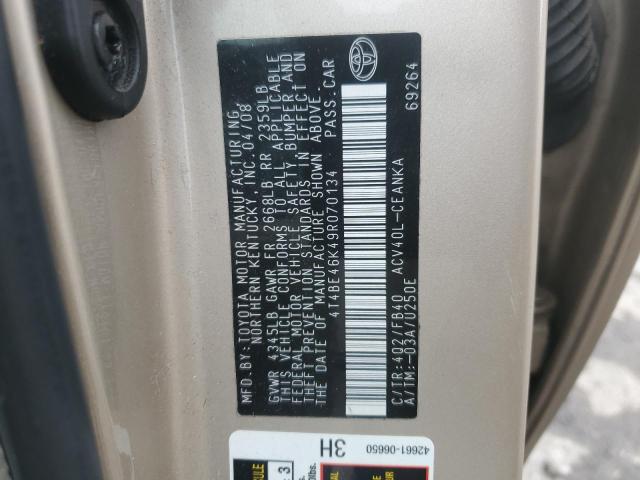 MFD. BY: TOYOTA MOTOR MANUFACTURING,
NORTHERN KENTUCKY, INC. 04/08
GVWR 4345LB GAWR FR 2668LB RR 2359LB
THIS VEHICLE CONFORMS TO ALL APPLICABLE
FEDERAL MOTOR VEHICLE SAFETY, BUMPER, AND
THEFT PREVENTION STANDARDS IN EFFECT ON
THE DATE OF MANUFACTURE SHOWN ABOVE.
4T4BE46K49R070134 PASS. CAR
C/TR: 402/FB40 ACV40L-CEANKA
A/TM: -03A/U250E 69264
3H
42661-06650
3